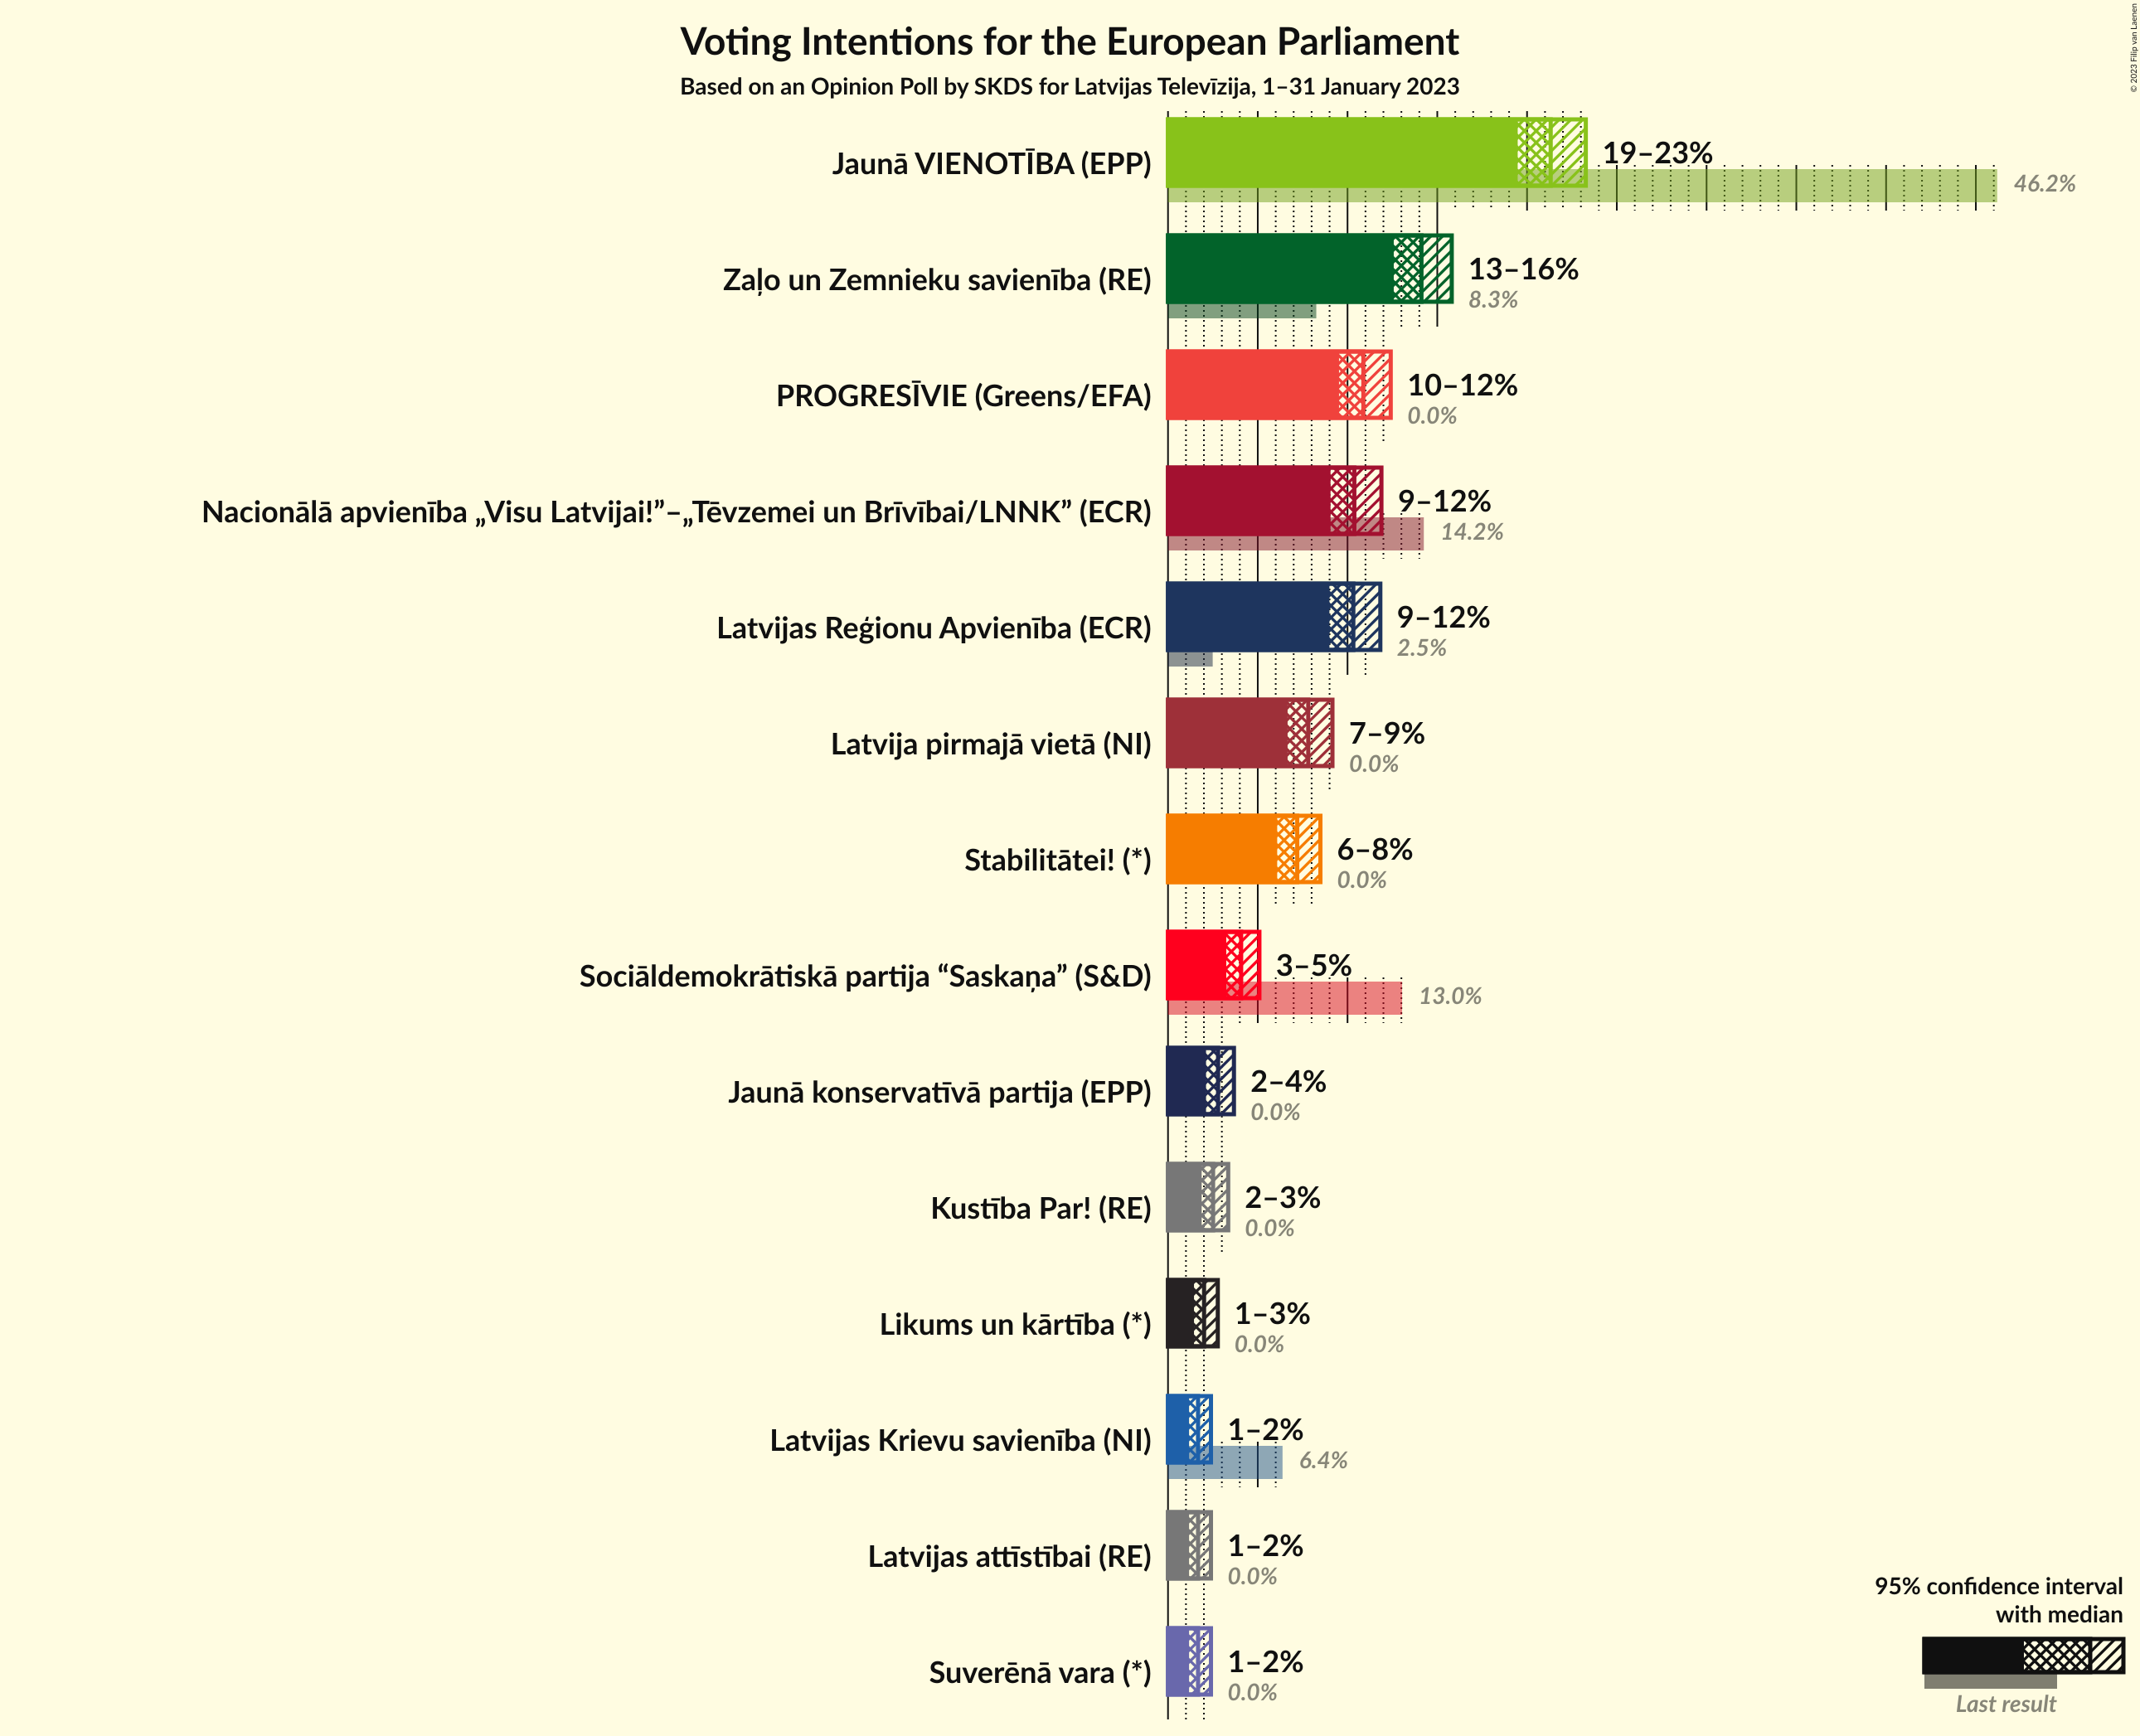 Voting Intentions for the European Parliament
Based on an Opinion Poll by SKDS for Latvijas Televīzija, 1–31 January 2023
© 2023 Filip van Laenen
Jaunā VIENOTĪBA (EPP)
19–23%
46.2%
Zaļo un Zemnieku savienība (RE)
13–16%
8.3%
PROGRESĪVIE (Greens/EFA)
10–12%
0.0%
Nacionālā apvienība „Visu Latvijai!”–„Tēvzemei un Brīvībai/LNNK” (ECR)
9–12%
14.2%
Latvijas Reģionu Apvienība (ECR)
9–12%
2.5%
Latvija pirmajā vietā (NI)
7–9%
0.0%
Stabilitātei! (*)
6–8%
0.0%
Sociāldemokrātiskā partija “Saskaņa” (S&D)
3–5%
13.0%
Jaunā konservatīvā partija (EPP)
2–4%
0.0%
Kustība Par! (RE)
2–3%
0.0%
Likums un kārtība (*)
1–3%
0.0%
Latvijas Krievu savienība (NI)
1–2%
6.4%
Latvijas attīstībai (RE)
1–2%
0.0%
Suverēnā vara (*)
1–2%
0.0%
95% confidence interval
with median
Last result